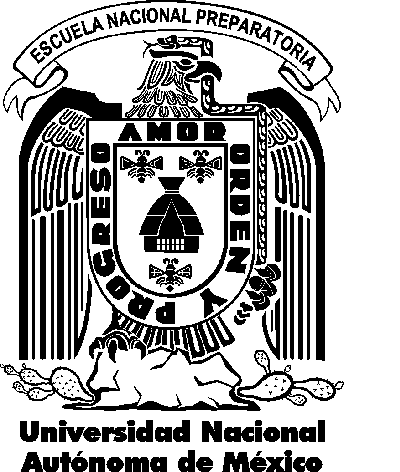 ESCUELA NACIONAL PREPARATORIA
AMOR ORDEN Y PROGRESO
Universidad Nacional
Autónoma de México